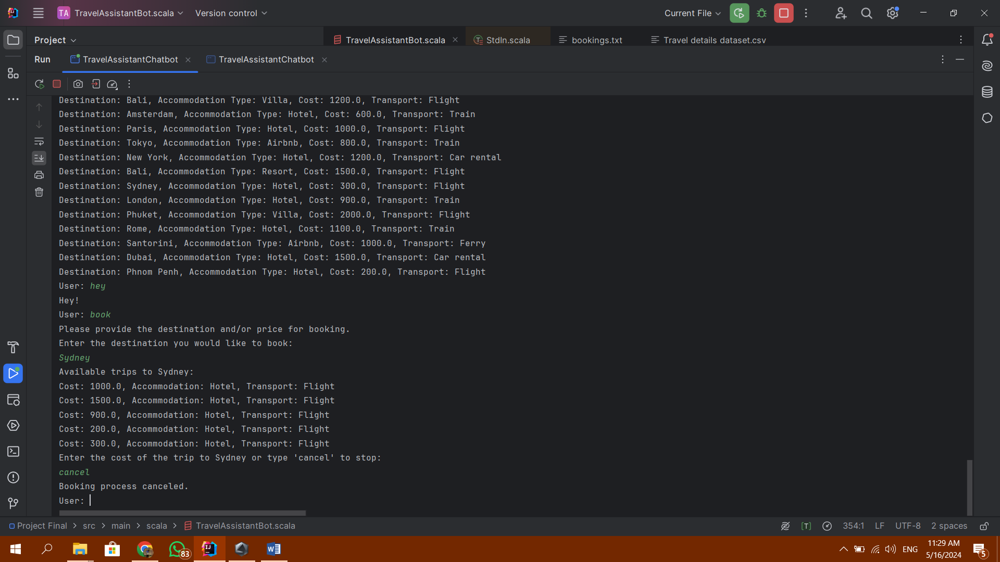 TA TravelAssistantBot.scala Version control Current File
Project TravelAssistantBot.scala StdIn.scala bookings.txt Travel details dataset.csv
Run TravelAssistantChatbot TravelAssistantChatbot
Destination: Bali, Accommodation Type: Villa, Cost: 1200.0, Transport: Flight
Destination: Amsterdam, Accommodation Type: Hotel, Cost: 600.0, Transport: Train
Destination: Paris, Accommodation Type: Hotel, Cost: 1000.0, Transport: Flight
Destination: Tokyo, Accommodation Type: Airbnb, Cost: 800.0, Transport: Train
Destination: New York, Accommodation Type: Hotel, Cost: 1200.0, Transport: Car rental
Destination: Bali, Accommodation Type: Resort, Cost: 1500.0, Transport: Flight
Destination: Sydney, Accommodation Type: Hotel, Cost: 300.0, Transport: Flight
Destination: London, Accommodation Type: Hotel, Cost: 900.0, Transport: Train
Destination: Phuket, Accommodation Type: Villa, Cost: 2000.0, Transport: Flight
Destination: Rome, Accommodation Type: Hotel, Cost: 1100.0, Transport: Train
Destination: Santorini, Accommodation Type: Airbnb, Cost: 1000.0, Transport: Ferry
Destination: Dubai, Accommodation Type: Hotel, Cost: 1500.0, Transport: Car rental
Destination: Phnom Penh, Accommodation Type: Hotel, Cost: 200.0, Transport: Flight
User: hey
Hey!
User: book
Please provide the destination and/or price for booking.
Enter the destination you would like to book:
Sydney
Available trips to Sydney:
Cost: 1000.0, Accommodation: Hotel, Transport: Flight
Cost: 1500.0, Accommodation: Hotel, Transport: Flight
Cost: 900.0, Accommodation: Hotel, Transport: Flight
Cost: 200.0, Accommodation: Hotel, Transport: Flight
Cost: 300.0, Accommodation: Hotel, Transport: Flight
Enter the cost of the trip to Sydney or type 'cancel' to stop:
cancel
Booking process canceled.
User:
Project Final > src > main > scala > TravelAssistantBot.scala [T] 354:1 LF UTF-8 2 spaces
83 IJ W ENG 11:29 AM 5
5/16/2024